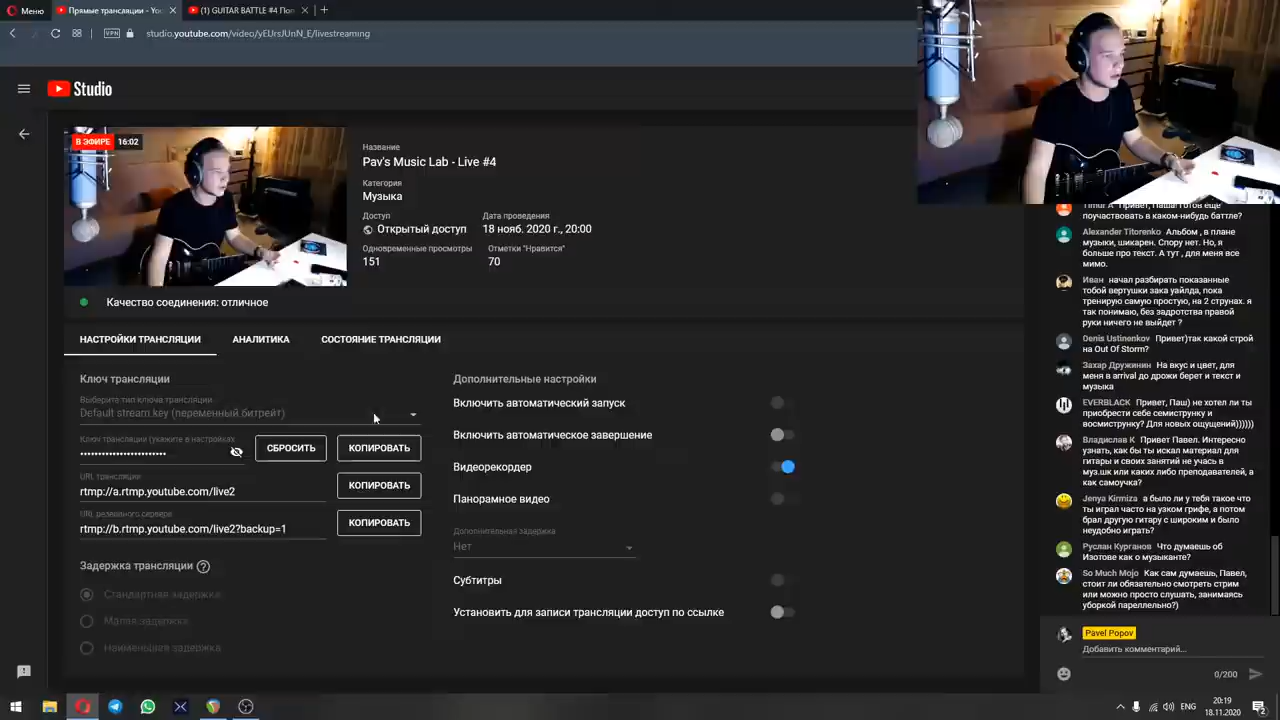 Меню
Прямые трансляции - You
(1) GUITAR BATTLE #4 Поп
VPN
studio.youtube.com/video/yEUrsJUnN_E/livestreaming
Studio
В ЭФИРЕ 16:02
Название
Pav's Music Lab - Live #4
Категория
Музыка
Доступ
Дата проведения
Открытый доступ
18 нояб. 2020 г., 20:00
Одновременные просмотры
Отметки "Нравится"
151
70
Качество соединения: отличное
НАСТРОЙКИ ТРАНСЛЯЦИИ
АНАЛИТИКА
СОСТОЯНИЕ ТРАНСЛЯЦИИ
Ключ трансляции
Выберите тип ключа трансляции.
Default stream key (переменный битрейт)
Ключ трансляции (укажите в настройках
СБРОСИТЬ
КОПИРОВАТЬ
URL трансляции
rtmp://a.rtmp.youtube.com/live2
КОПИРОВАТЬ
URL резервного сервера
rtmp://b.rtmp.youtube.com/live2?backup=1
КОПИРОВАТЬ
Задержка трансляции
Стандартная задержка
Малая задержка
Наименьшая задержка
Дополнительные настройки
Включить автоматический запуск
Включить автоматическое завершение
Видеорекордер
Панорамное видео
Дополнительная задержка
Нет
Субтитры
Установить для записи трансляции доступ по ссылке
Timur A Привет, Паша! Готов еще
поучаствовать в каком-нибудь баттле?
Alexander Titorenko Альбом , в плане
музыки, шикарен. Спору нет. Но, я
больше про текст. А тут , для меня все
мимо.
Иван начал разбирать показанные
тобой вертушки зака уайлда, пока
тренирую самую простую, на 2 струнах. я
так понимаю, без задротства правой
руки ничего не выйдет ?
Denis Ustinenkov Привет)так какой строй
на Out Of Storm?
Захар Дружинин На вкус и цвет, для
меня в arrival до дрожи берет и текст и
музыка
EVERBLACK Привет, Паш) не хотел ли ты
приобрести себе семиструнку и
восмиструнку? Для новых ощущений))))))
Владислав К Привет Павел. Интересно
узнать, как бы ты искал материал для
гитары и своих занятий не учась в
муз.шк или каких либо преподавателей, а
как самоучка?
Jenya Kirmiza а было ли у тебя такое что
ты играл часто на узком грифе, а потом
брал другую гитару с широким и было
неудобно играть?
Руслан Курганов Что думаешь об
Изотове как о музыканте?
So Much Mojo Как сам думаешь, Павел,
стоит ли обязательно смотреть стрим
или можно просто слушать, занимаясь
уборкой пареллельно?)
Pavel Popov
Добавить комментарий...
0/200
ENG
20:19
18.11.2020
2